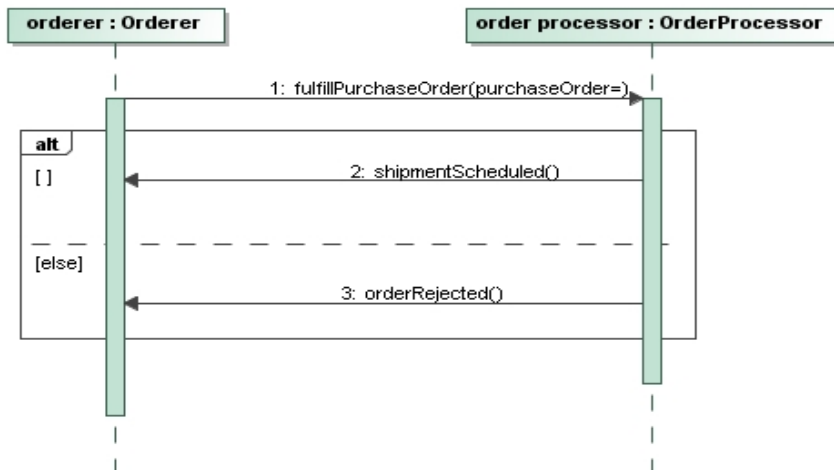 orderer : Orderer
order processor : OrderProcessor
1: fulfillPurchaseOrder(purchaseOrder=)
alt
[ ]
2: shipmentScheduled()
[else]
3: orderRejected()